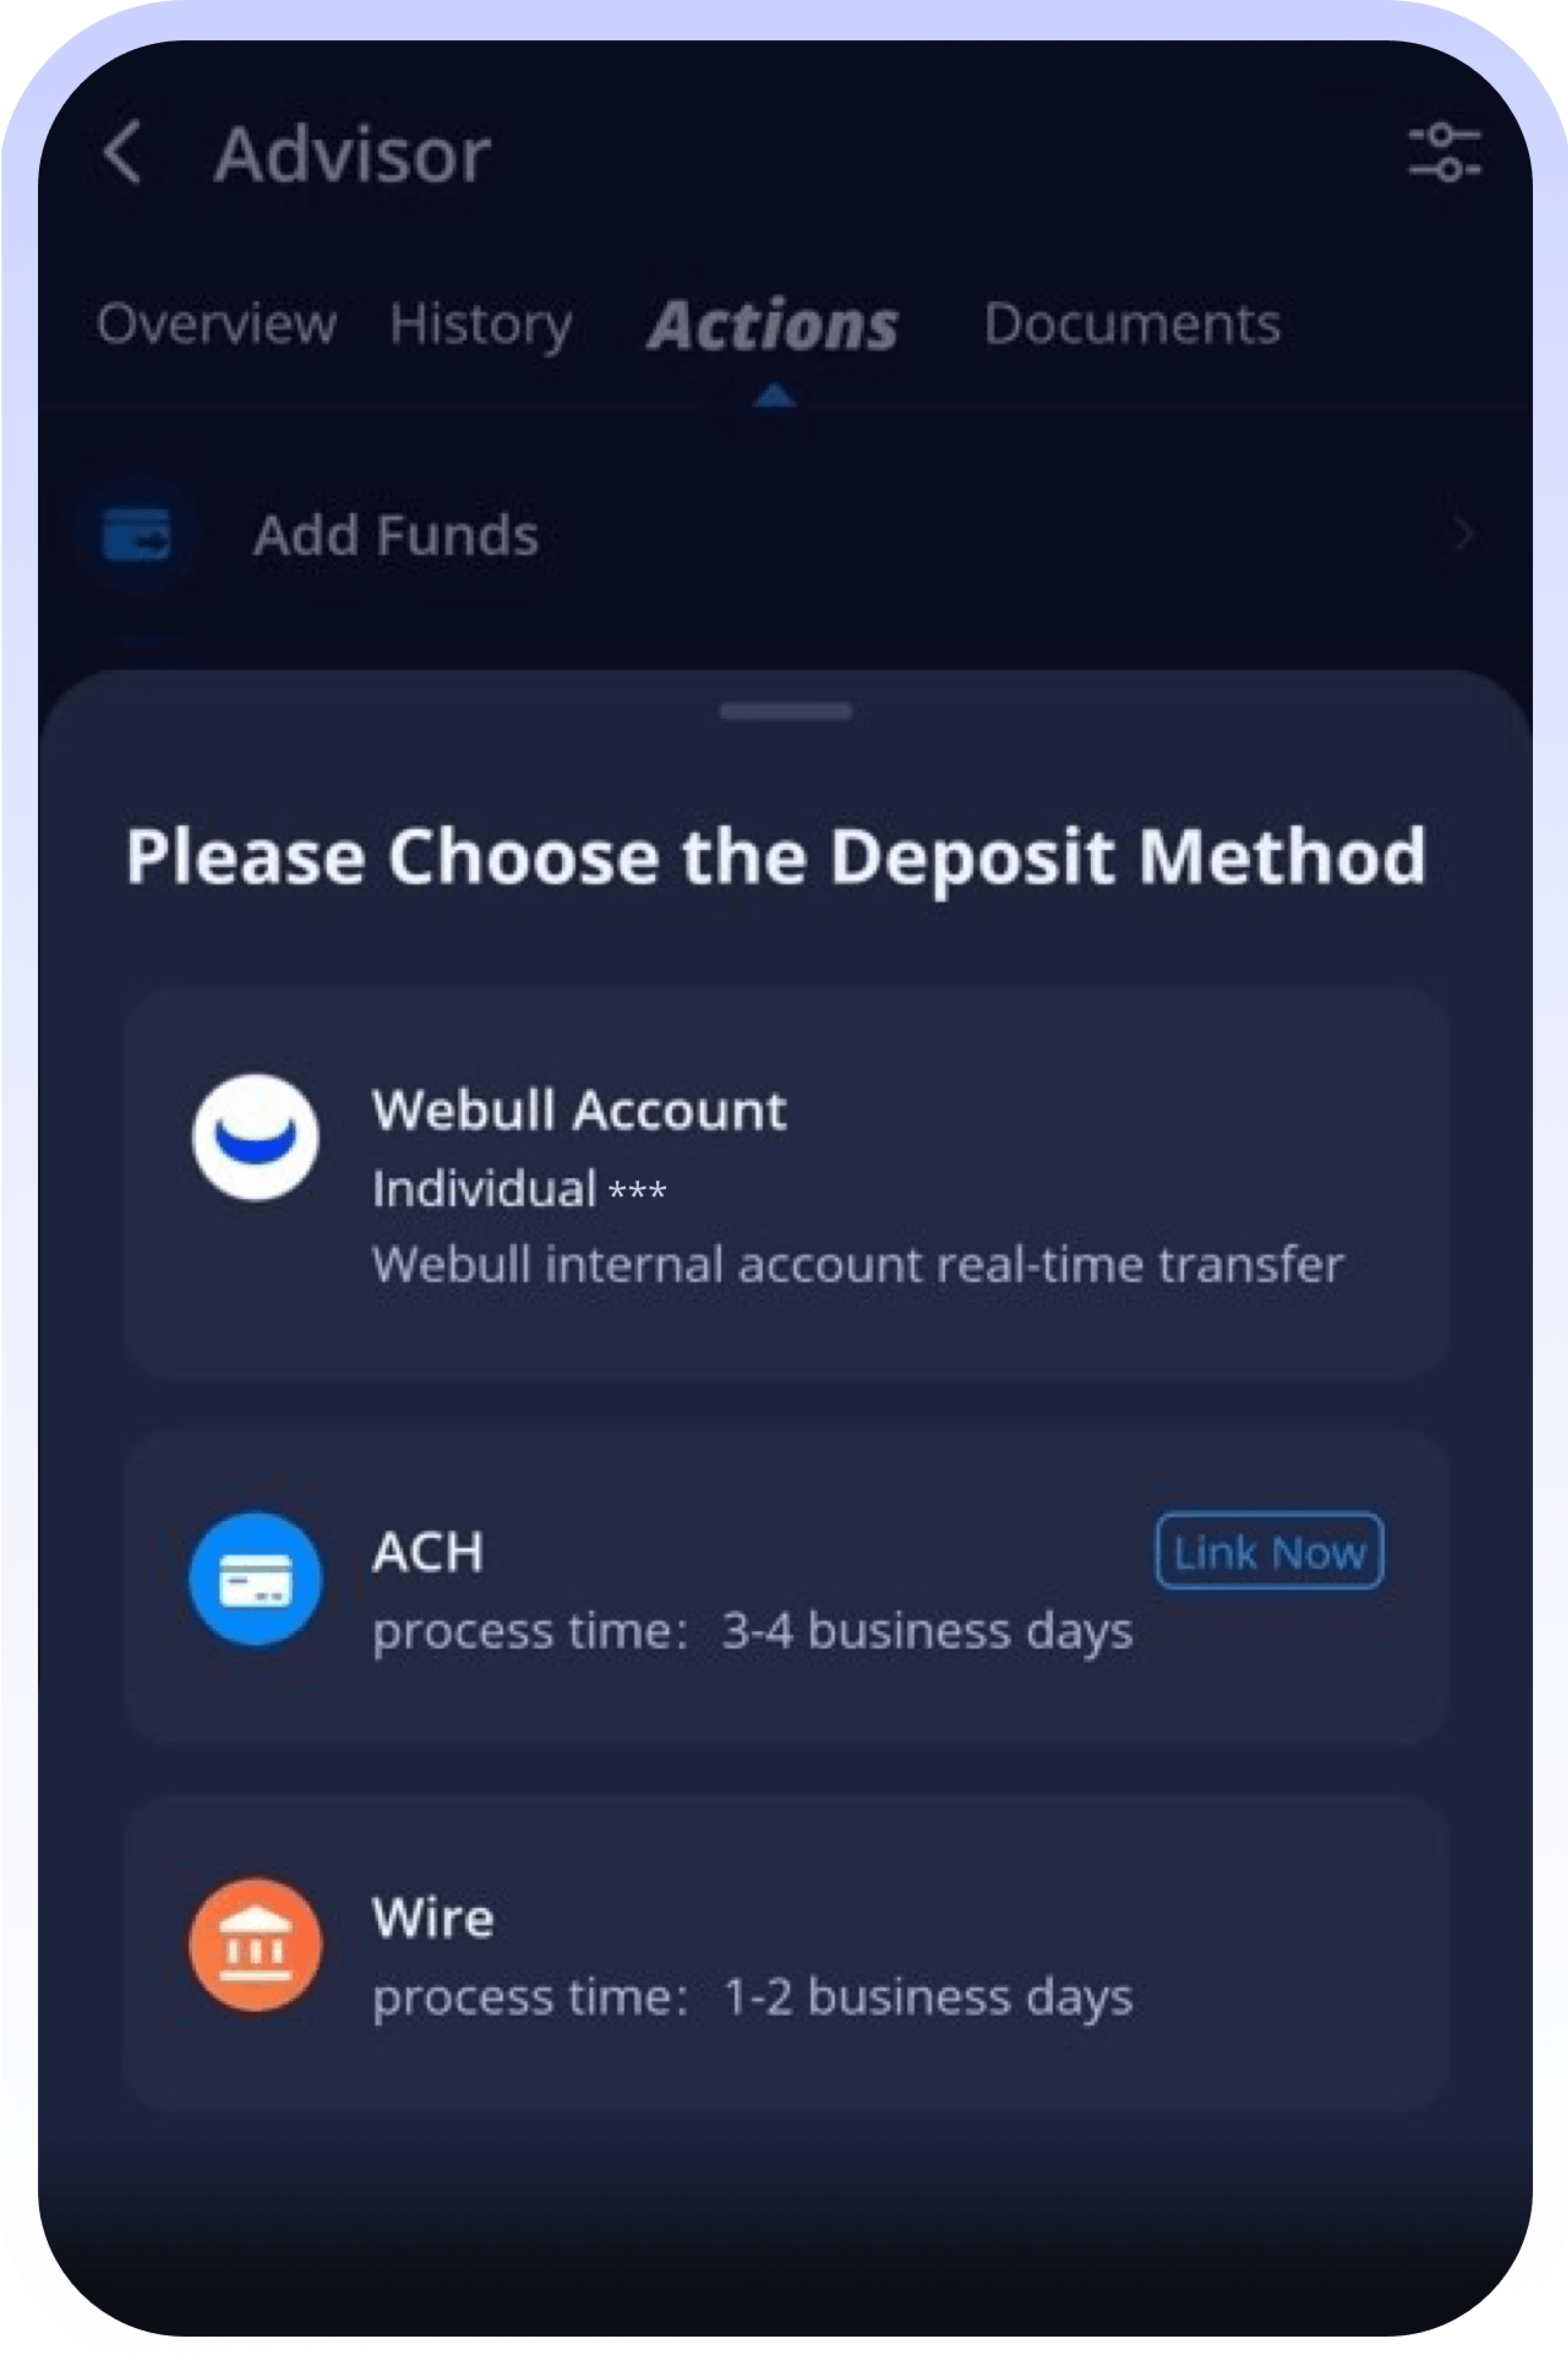 Advisor
Overview History Actions Documents
Add Funds
Please Choose the Deposit Method
Webull Account
Individual ***
Webull internal account real-time transfer
ACH
Link Now
process time: 3-4 business days
Wire
process time: 1-2 business days